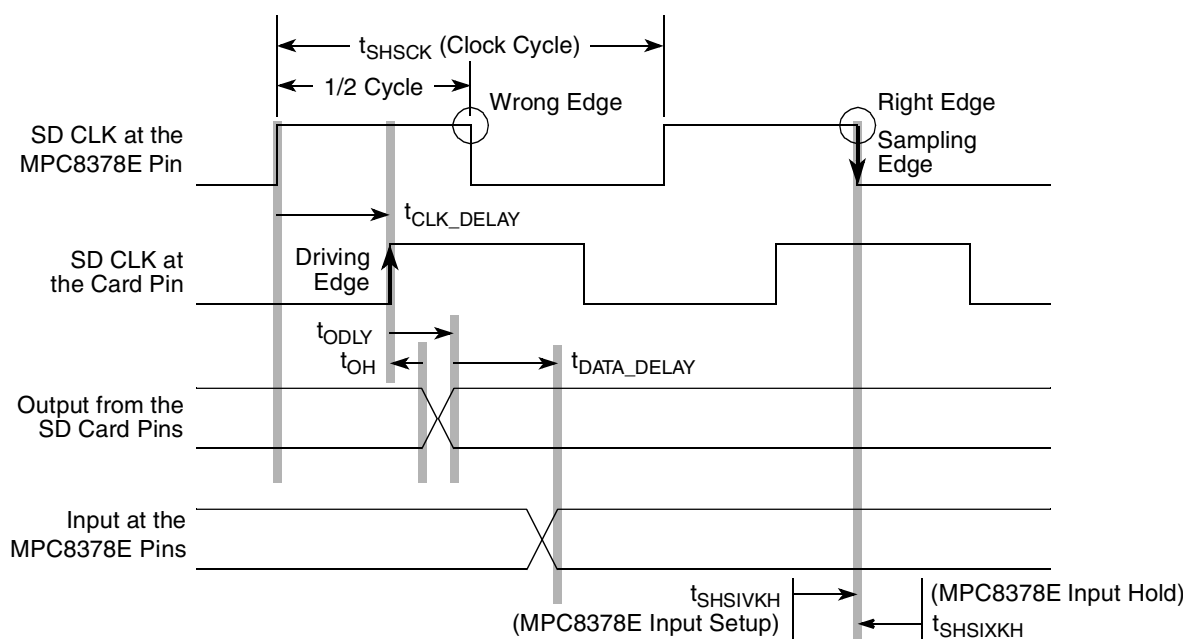 tSHSCK (Clock Cycle)
1/2 Cycle
Wrong Edge
Right Edge
SD CLK at the
MPC8378E Pin
Sampling
Edge
tCLK_DELAY
SD CLK at
the Card Pin
Driving
Edge
tODLY
tOH
tDATA_DELAY
Output from the
SD Card Pins
Input at the
MPC8378E Pins
tSHSIVKH
(MPC8378E Input Setup)
(MPC8378E Input Hold)
tSHSIXKH